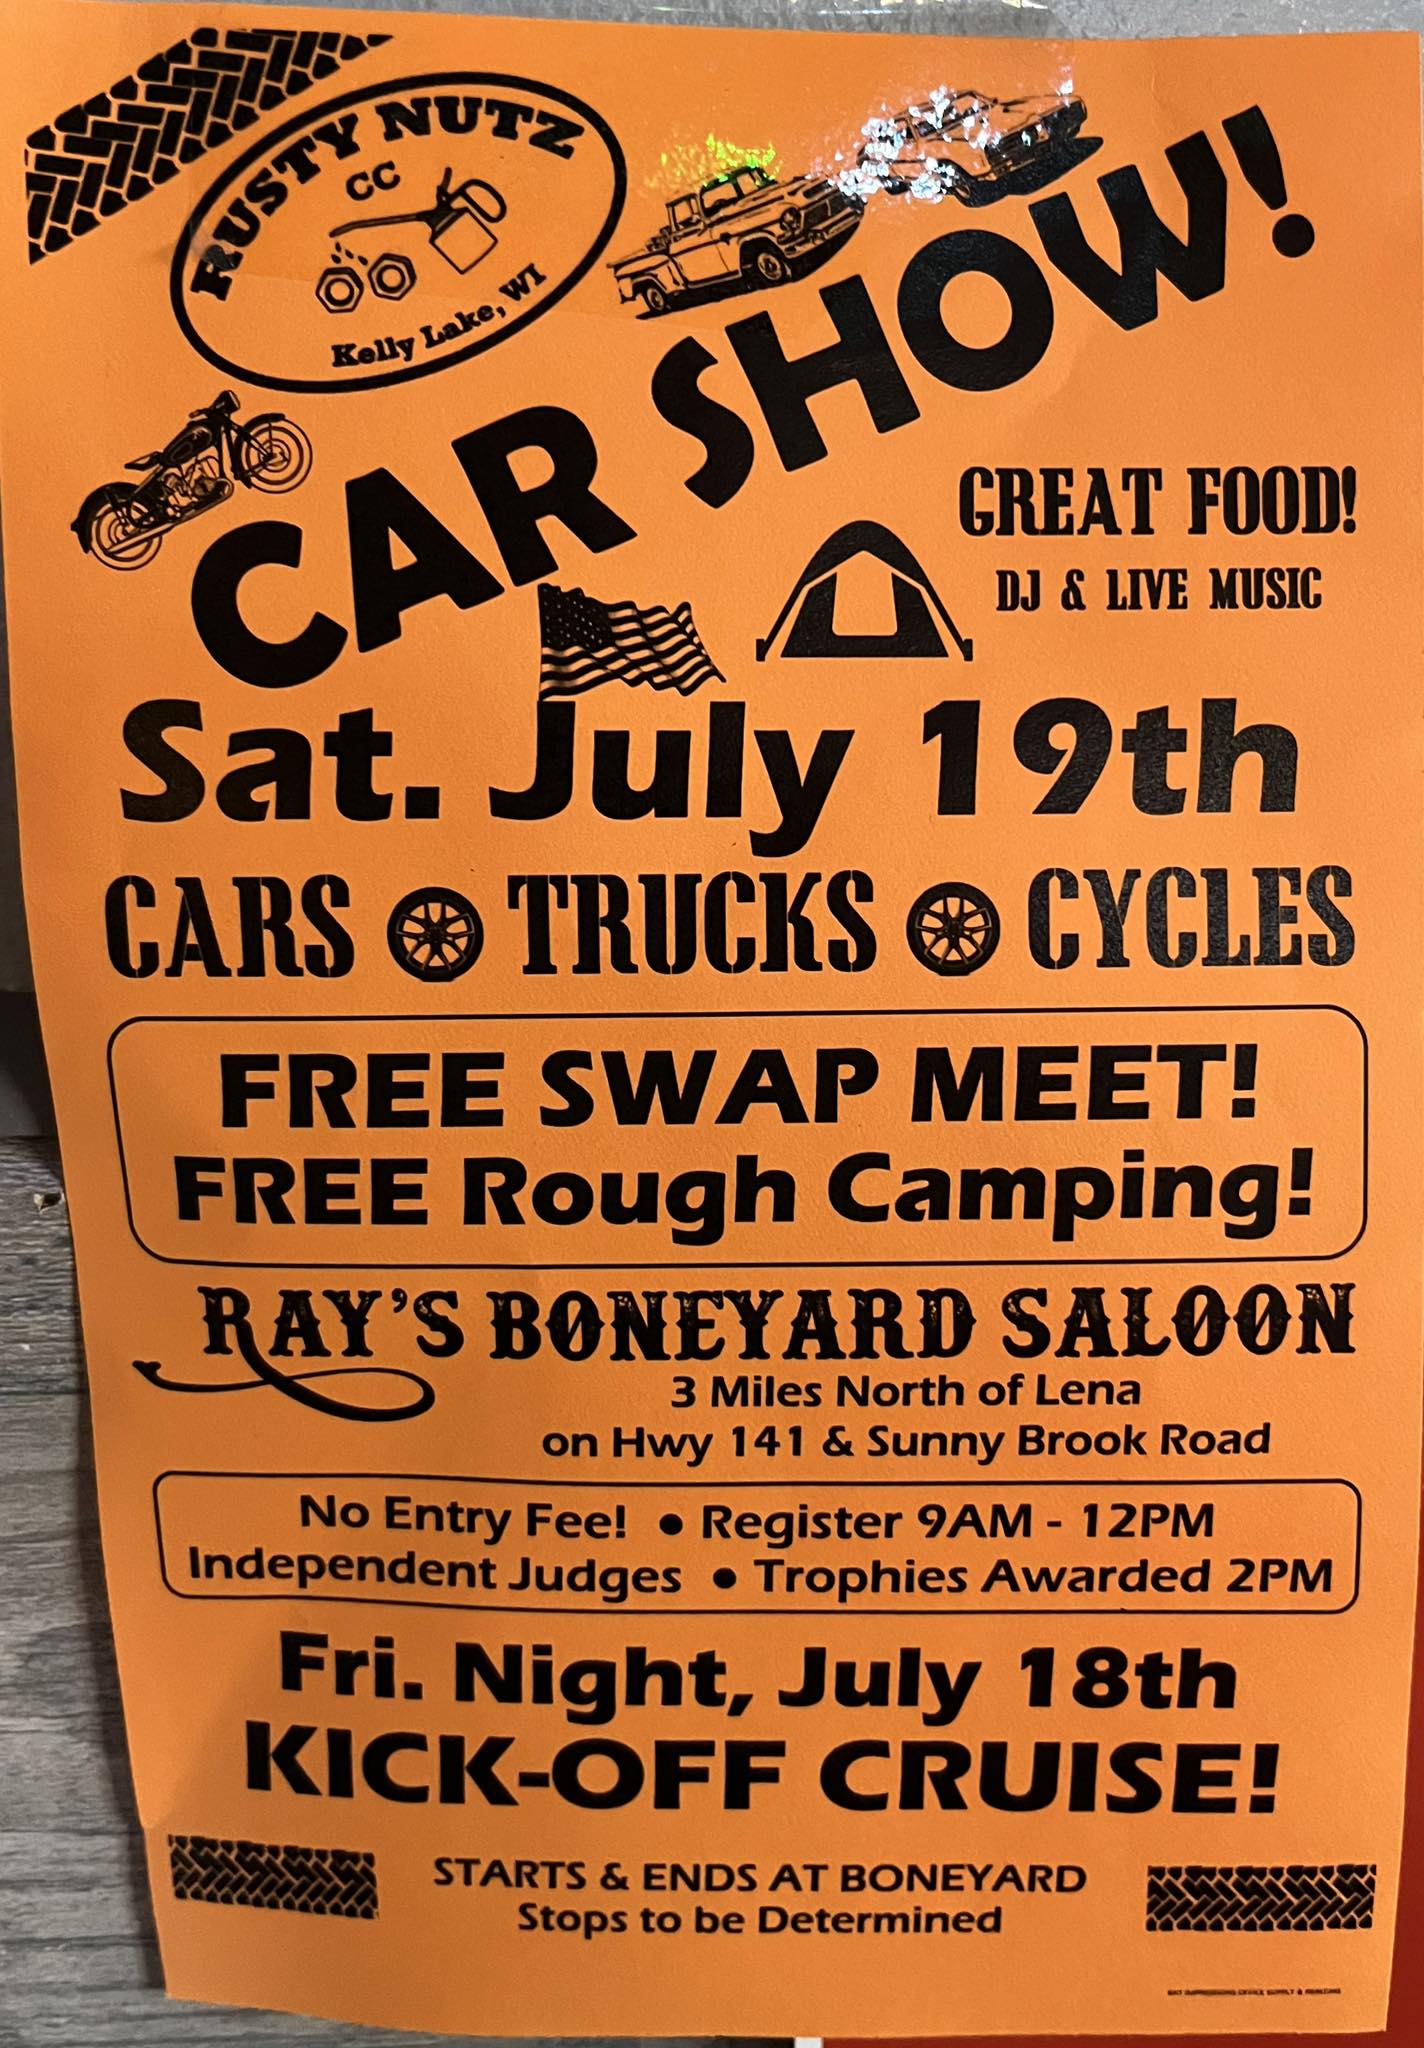 RUSTY NUTZ
CC
Kelly Lake, WI
CAR SHOW!
GREAT FOOD!
DJ & LIVE MUSIC
Sat. July 19th
CARS TRUCKS CYCLES
FREE SWAP MEET!
FREE Rough Camping!
RAY'S BONEYARD SALOON
3 Miles North of Lena
on Hwy 141 & Sunny Brook Road
No Entry Fee! • Register 9AM - 12PM
Independent Judges • Trophies Awarded 2PM
Fri. Night, July 18th
KICK-OFF CRUISE!
STARTS & ENDS AT BONEYARD
Stops to be Determined